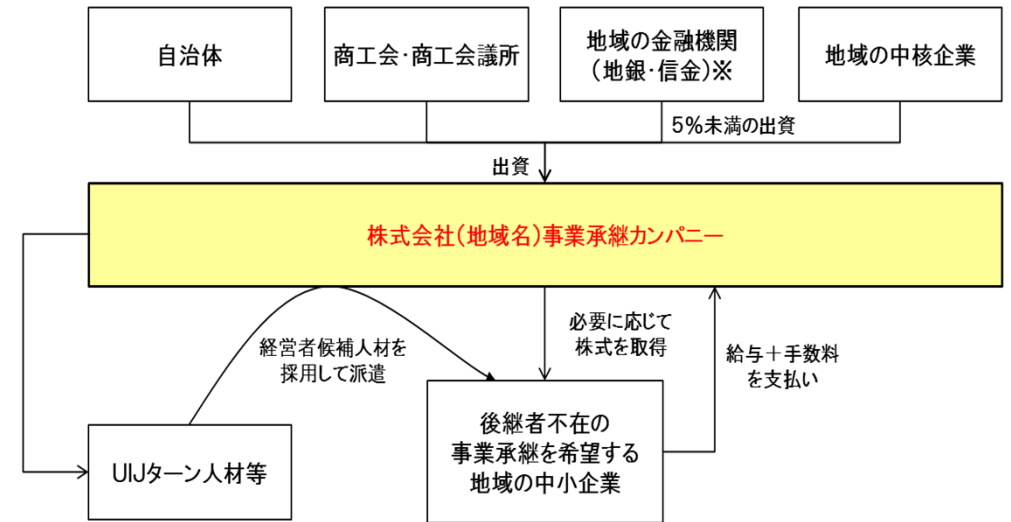 自治体
商工会・商工会議所
地域の金融機関
(地銀・信金)※
地域の中核企業
5%未満の出資
出資
株式会社(地域名)事業承継カンパニー
経営者候補人材を
採用して派遣
必要に応じて
株式を取得
給与+手数料
を支払い
UIJターン人材等
後継者不在の
事業承継を希望する
地域の中小企業